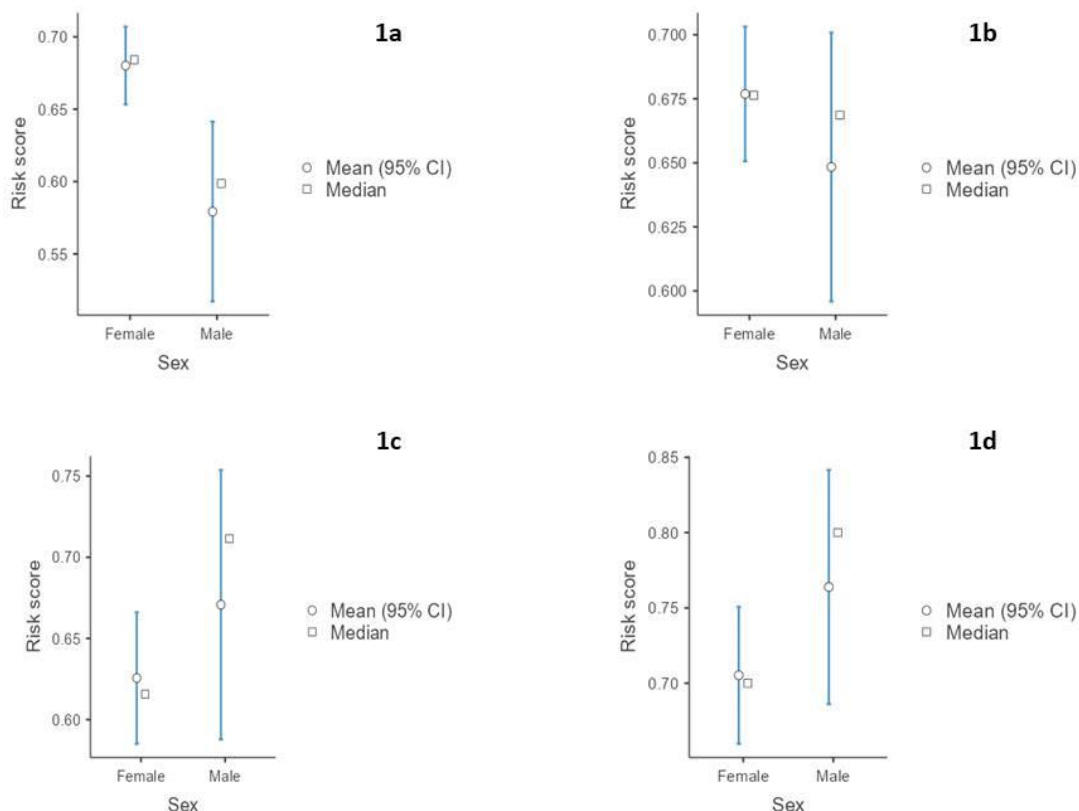 1a
0.70
0.65
0.60
0.55
Risk score
Female
Male
Sex
Mean (95% CI)
Median
1b
0.700
0.675
0.650
0.625
0.600
Risk score
Female
Male
Sex
Mean (95% CI)
Median
1c
0.75
0.70
0.65
0.60
Risk score
Female
Male
Sex
Mean (95% CI)
Median
1d
0.85
0.80
0.75
0.70
Risk score
Female
Male
Sex
Mean (95% CI)
Median